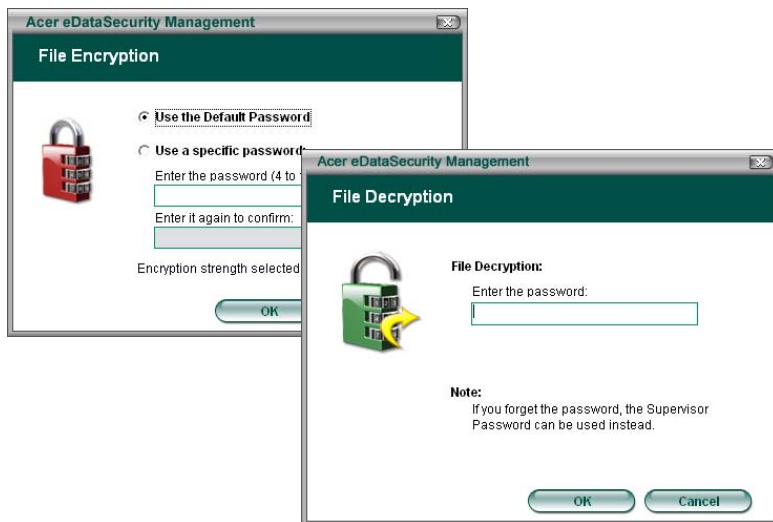 Acer eDataSecurity Management
File Encryption
Use the Default Password
Use a specific password:
Enter the password (4 to
Enter it again to confirm:
Encryption strength selected
OK
Acer eDataSecurity Management
File Decryption
File Decryption:
Enter the password:
Note:
If you forget the password, the Supervisor
Password can be used instead.
OK
Cancel